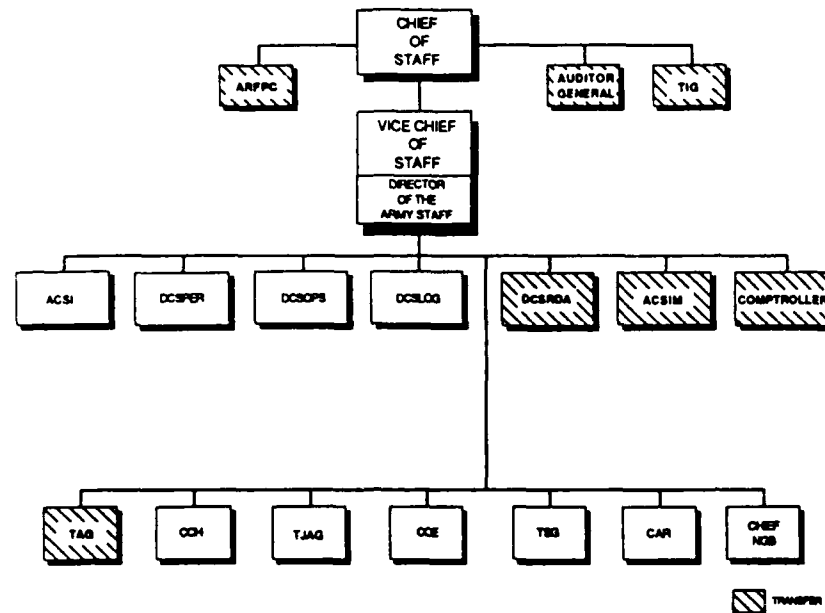 CHIEF
OF
STAFF
ARFPC
AUDITOR
GENERAL
TIG
VICE CHIEF
OF
STAFF
DIRECTOR
OF THE
ARMY STAFF
ACSI
DCSPER
DCSOPS
DCSLOG
DCSRDA
ACSIM
COMPTROLLER
TAG
CCH
TJAG
COE
TSG
CAR
CHIEF
NGB
TRANSFER